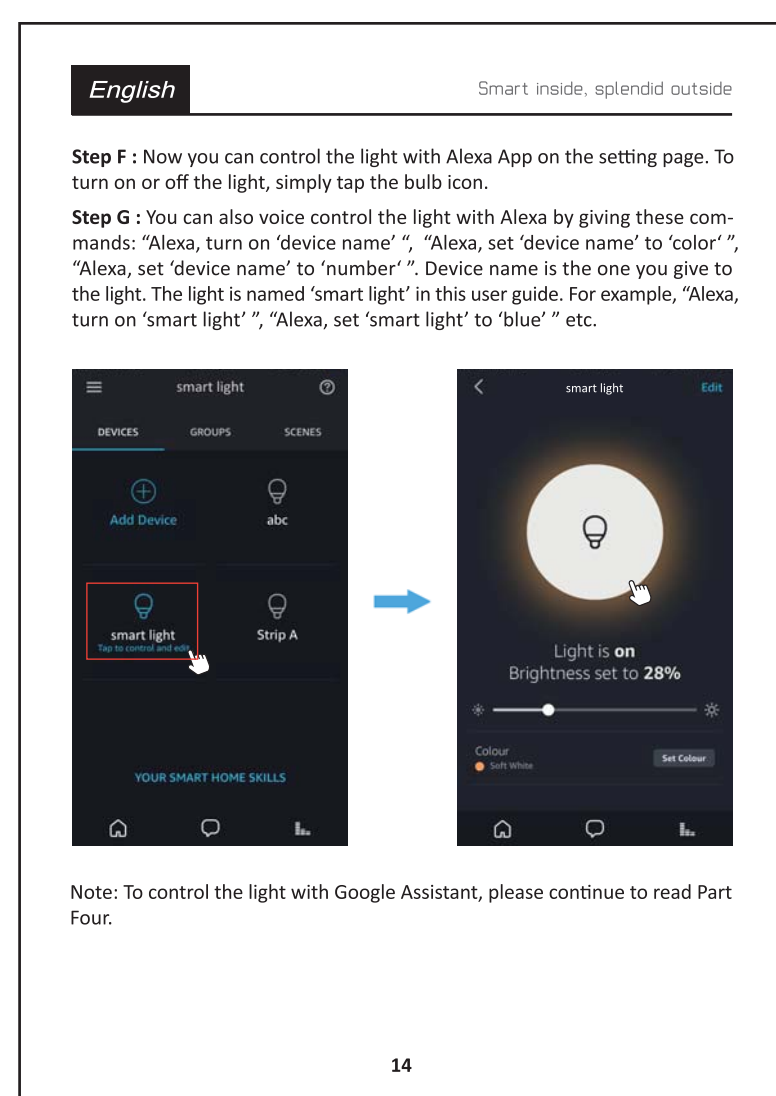 English
Smart inside, splendid outside
Step F : Now you can control the light with Alexa App on the setting page. To
turn on or off the light, simply tap the bulb icon.
Step G : You can also voice control the light with Alexa by giving these com-
mands: “Alexa, turn on ‘device name’ “,  “Alexa, set ‘device name’ to ‘color‘ ”,
“Alexa, set ‘device name’ to ‘number‘ ”. Device name is the one you give to
the light. The light is named ‘smart light’ in this user guide. For example, “Alexa,
turn on ‘smart light’ ”, “Alexa, set ‘smart light’ to ‘blue’ ” etc.
smart light
DEVICES GROUPS SCENES
Add Device abc
smart light Strip A
Tap to control and edit
YOUR SMART HOME SKILLS
smart light Edit
Light is on
Brightness set to 28%
Colour
Soft White
Set Colour
Note: To control the light with Google Assistant, please continue to read Part
Four.
14